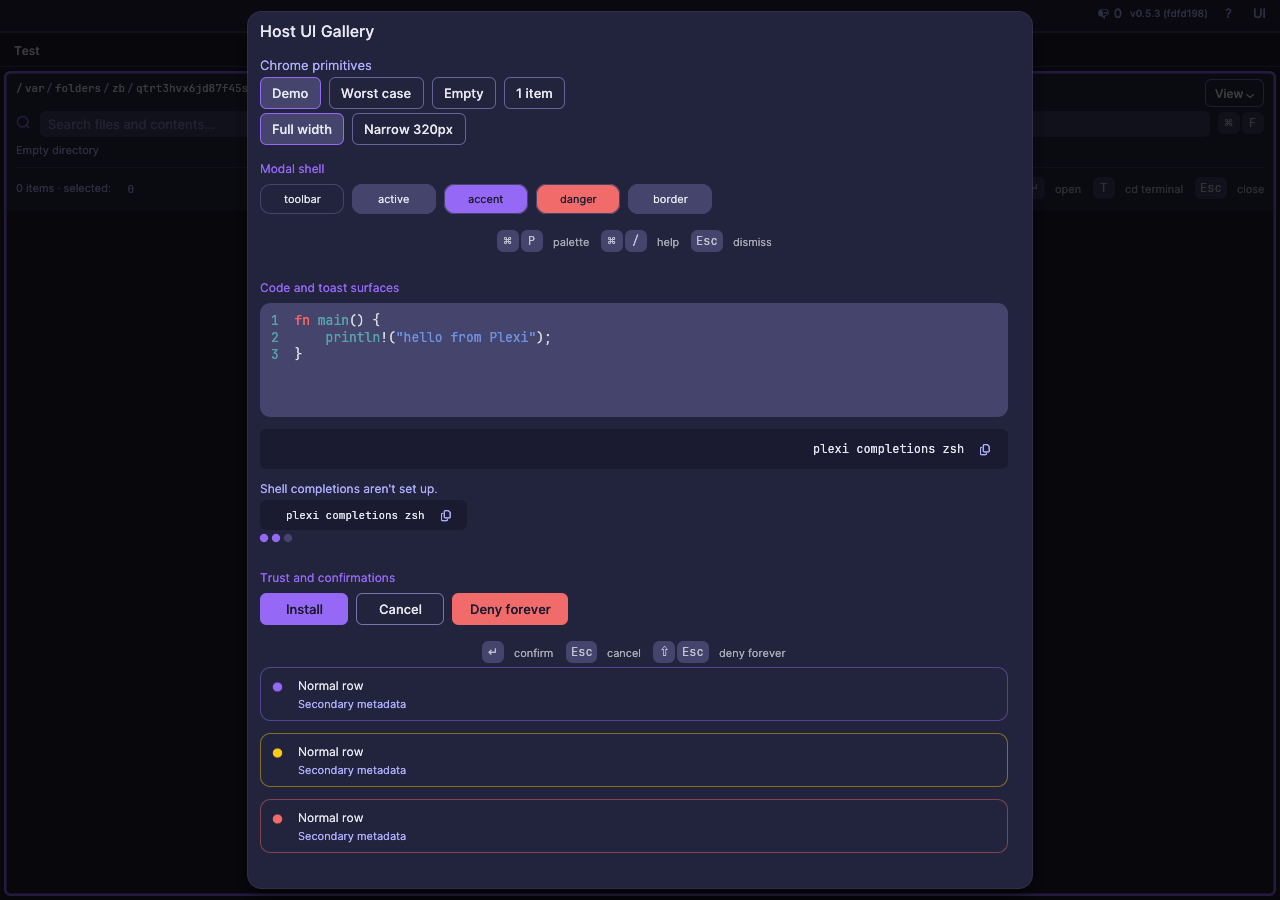 Host UI Gallery
0 v0.5.3 (fdfd198) ? UI
Test
/var/folders/zb/qtrt3hvx6jd87f45s
View
Search files and contents...
⌘ F
Empty directory
0 items · selected: 0
↵ open T cd terminal Esc close
Chrome primitives
Demo Worst case Empty 1 item
Full width Narrow 320px
Modal shell
toolbar active accent danger border
⌘ P palette ⌘ / help Esc dismiss
Code and toast surfaces
1 fn main() {
2     println!("hello from Plexi");
3 }
plexi completions zsh
Shell completions aren't set up.
plexi completions zsh
Trust and confirmations
Install Cancel Deny forever
↵ confirm Esc cancel ⇧ Esc deny forever
Normal row
Secondary metadata
Normal row
Secondary metadata
Normal row
Secondary metadata